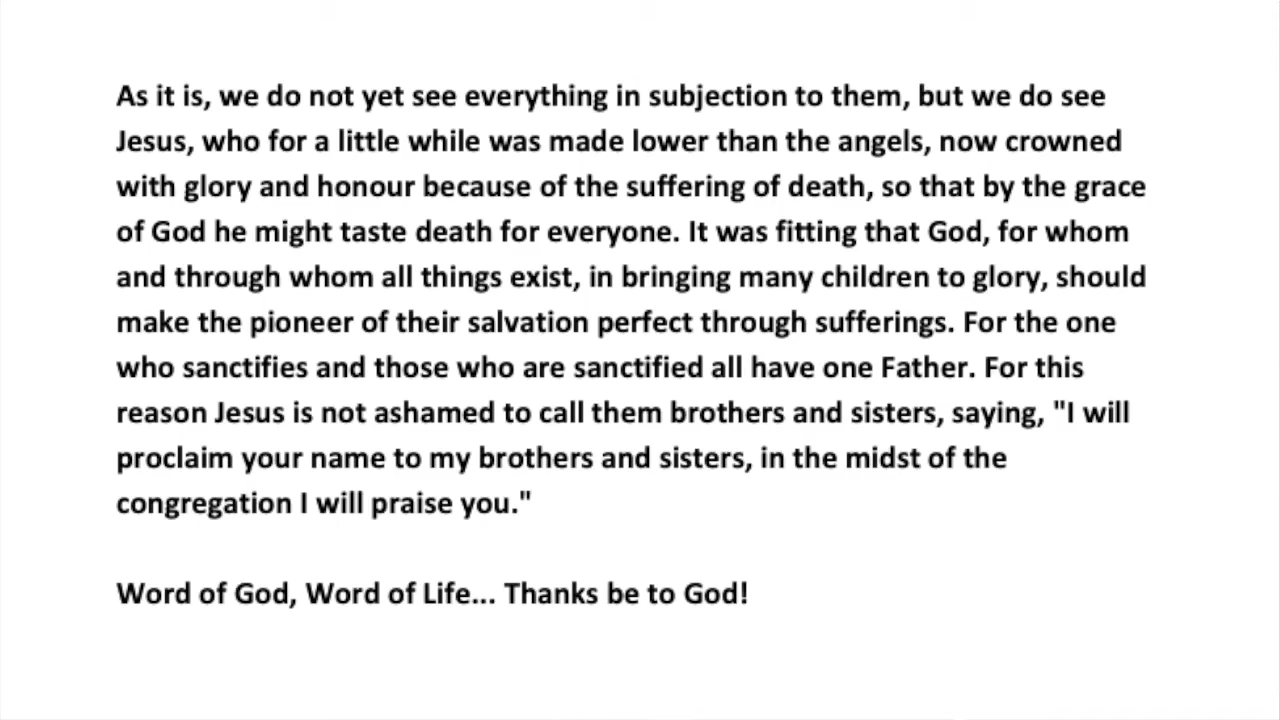 As it is, we do not yet see everything in subjection to them, but we do see
Jesus, who for a little while was made lower than the angels, now crowned
with glory and honour because of the suffering of death, so that by the grace
of God he might taste death for everyone. It was fitting that God, for whom
and through whom all things exist, in bringing many children to glory, should
make the pioneer of their salvation perfect through sufferings. For the one
who sanctifies and those who are sanctified all have one Father. For this
reason Jesus is not ashamed to call them brothers and sisters, saying, "I will
proclaim your name to my brothers and sisters, in the midst of the
congregation I will praise you."
Word of God, Word of Life... Thanks be to God!